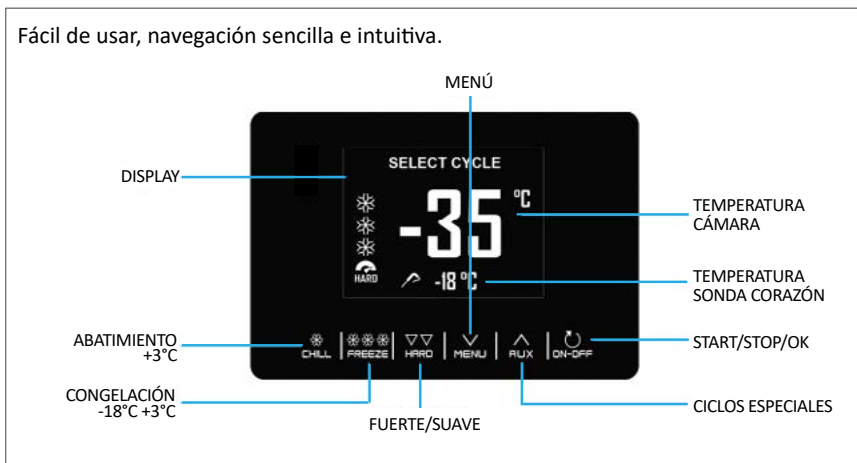 Fácil de usar, navegación sencilla e intuitiva.
MENÚ
DISPLAY
SELECT CYCLE
-35 °C
HARD
-18 °C
TEMPERATURA
CÁMARA
TEMPERATURA
SONDA CORAZÓN
ABATIMIENTO
+3°C
CHILL
FREEZE
HARD
MENU
AUX
ON-OFF
START/STOP/OK
CONGELACIÓN
-18°C +3°C
FUERTE/SUAVE
CICLOS ESPECIALES